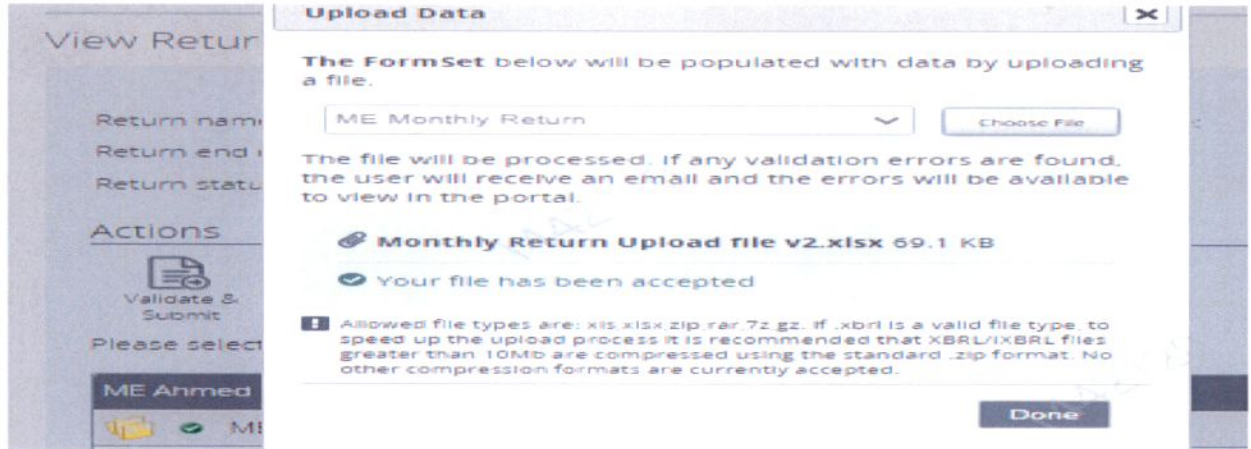 Upload Data
View Retur
The FormSet below will be populated with data by uploading
a file.
Return nam
ME Monthly Return
Choose File
Return end
The file will be processed. If any validation errors are found,
the user will receive an email and the errors will be available
to view in the portal.
Return statu
Actions
Monthly Return Upload file v2.xlsx 69.1 KB
Your file has been accepted
Validate &
Submit
Allowed file types are: xls,xlsx,zip,rar,7z,gz. If .xbrl is a valid file type, to
speed up the upload process it is recommended that XBRL/iXBRL files
greater than 10Mb are compressed using the standard .zip format. No
other compression formats are currently accepted.
Please select
ME Ahmed
Done
ME